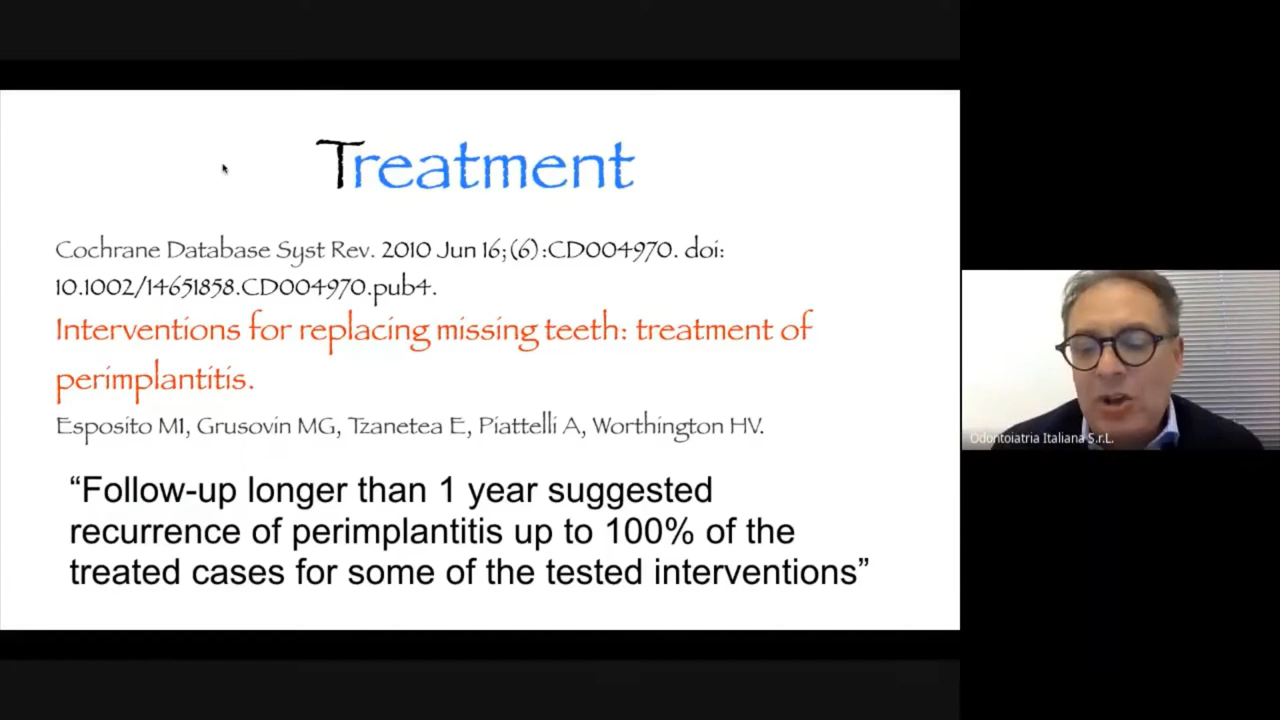 Treatment
Cochrane Database Syst Rev. 2010 Jun 16;(6):CD004970. doi:
10.1002/14651858.CD004970.pub4.
Interventions for replacing missing teeth: treatment of
perimplantitis.
Esposito M1, Grusovin MG, Tzanetea E, Piattelli A, Worthington HV.
“Follow-up longer than 1 year suggested
recurrence of perimplantitis up to 100% of the
treated cases for some of the tested interventions”
Odontoiatria Italiana S.r.L.